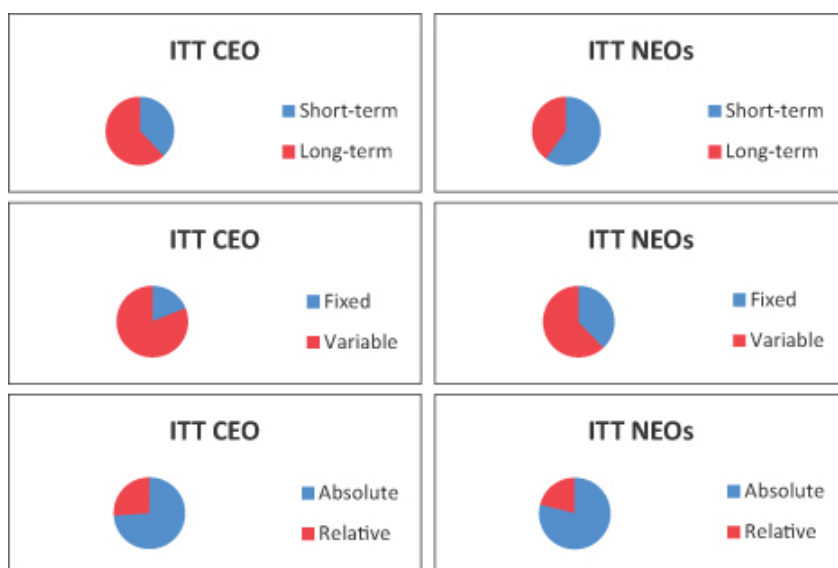 ITT CEO
Short-term
Long-term
ITT NEOs
Short-term
Long-term
ITT CEO
Fixed
Variable
ITT NEOs
Fixed
Variable
ITT CEO
Absolute
Relative
ITT NEOs
Absolute
Relative